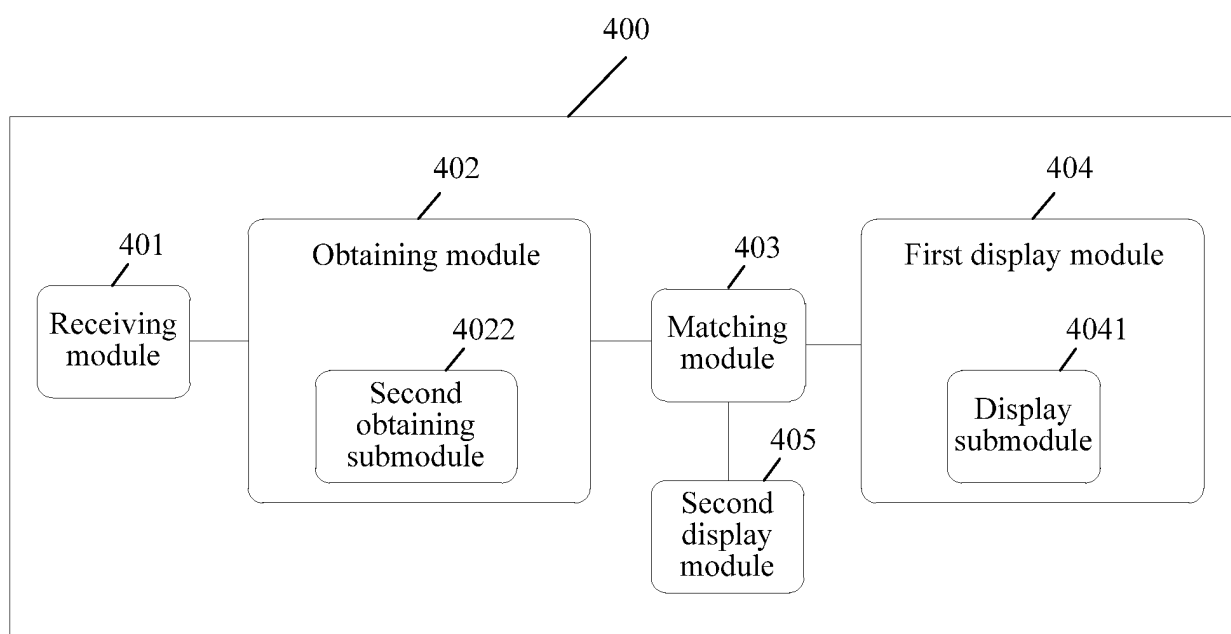 400
402
404
Obtaining module
First display module
401
403
Receiving
module
Matching
module
4022
4041
Second
obtaining
submodule
Display
submodule
405
Second
display
module